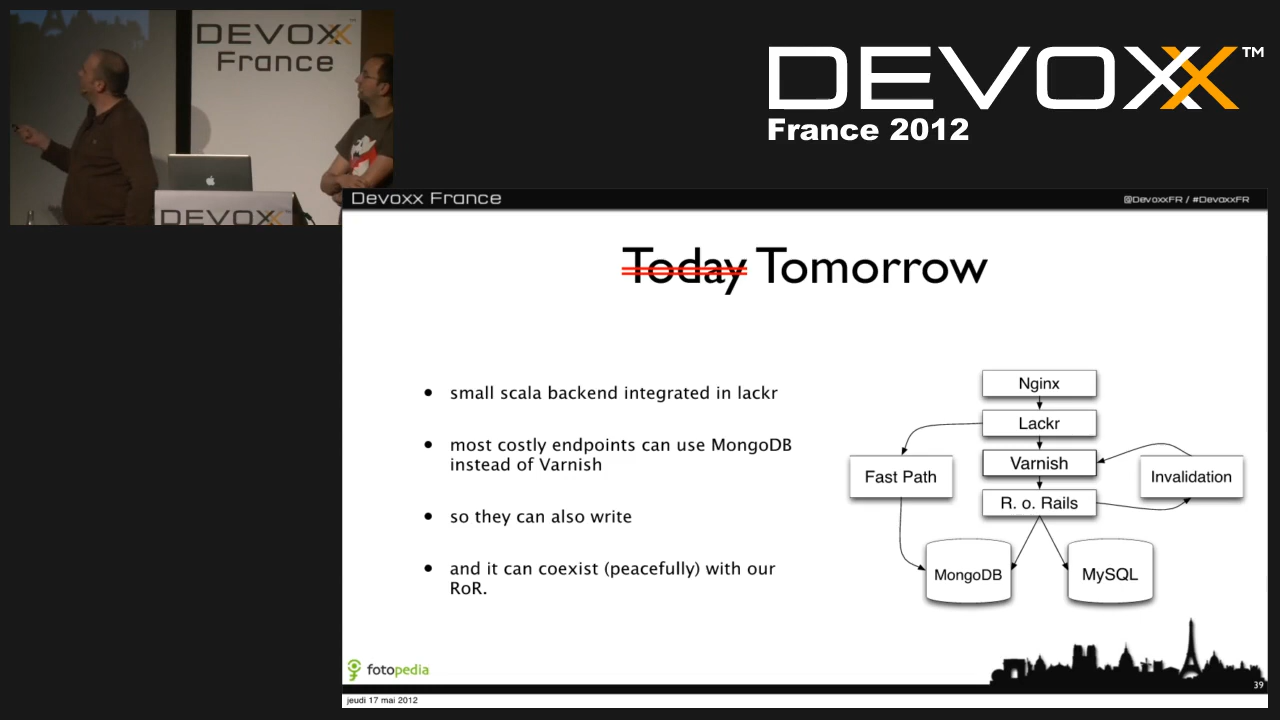 DEVOXX™
France
DEVOXX
DEVOXX™
France 2012
Devoxx France
@DevoxxFR / #DevoxxFR
Today Tomorrow
• small scala backend integrated in lackr
• most costly endpoints can use MongoDB
instead of Varnish
• so they can also write
• and it can coexist (peacefully) with our
RoR.
Nginx
Lackr
Varnish
Fast Path
Invalidation
R. o. Rails
MongoDB
MySQL
fotopedia
39
jeudi 17 mai 2012